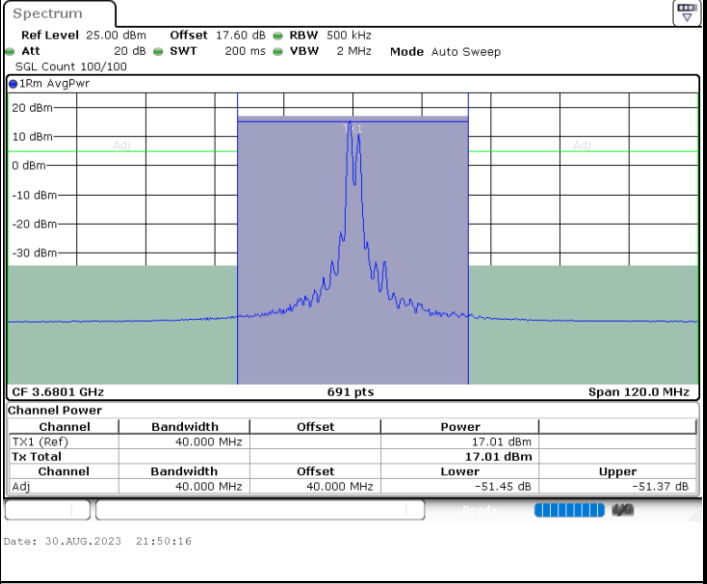 Spectrum
Ref Level 25.00 dBm Offset 17.60 dB RBW 500 kHz
Att 20 dB SWT 200 ms VBW 2 MHz Mode Auto Sweep
SGL Count 100/100
1Rm AvgPwr
20 dBm
TX1
10 dBm
Adj Adj
0 dBm
-10 dBm
-20 dBm
-30 dBm
CF 3.6801 GHz 691 pts Span 120.0 MHz
Channel Power
Channel Bandwidth Offset Power
TX1 (Ref) 40.000 MHz 17.01 dBm
Tx Total 17.01 dBm
Channel Bandwidth Offset Lower Upper
Adj 40.000 MHz 40.000 MHz -51.45 dB -51.37 dB
Ready
Date: 30.AUG.2023 21:50:16